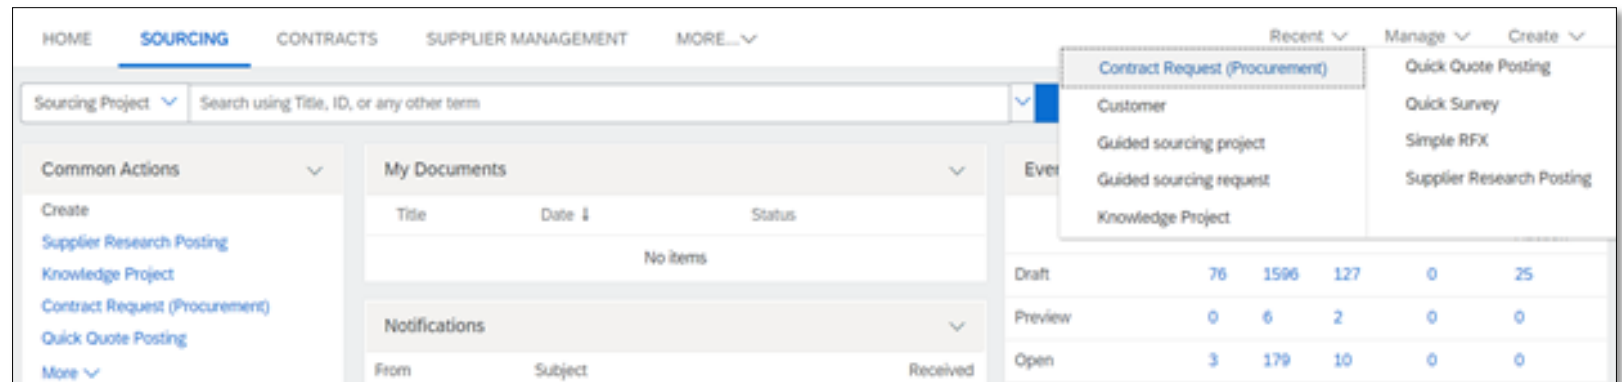 HOME SOURCING CONTRACTS SUPPLIER MANAGEMENT MORE... Recent Manage Create
Sourcing Project Search using Title, ID, or any other term
Contract Request (Procurement) Quick Quote Posting
Customer Quick Survey
Guided sourcing project Simple RFX
Guided sourcing request Supplier Research Posting
Knowledge Project
Common Actions
Create
Supplier Research Posting
Knowledge Project
Contract Request (Procurement)
Quick Quote Posting
More
My Documents
Title Date Status
No items
Notifications
From Subject Received
Draft 76 1596 127 0 25
Preview 0 6 2 0 0
Open 3 179 10 0 0